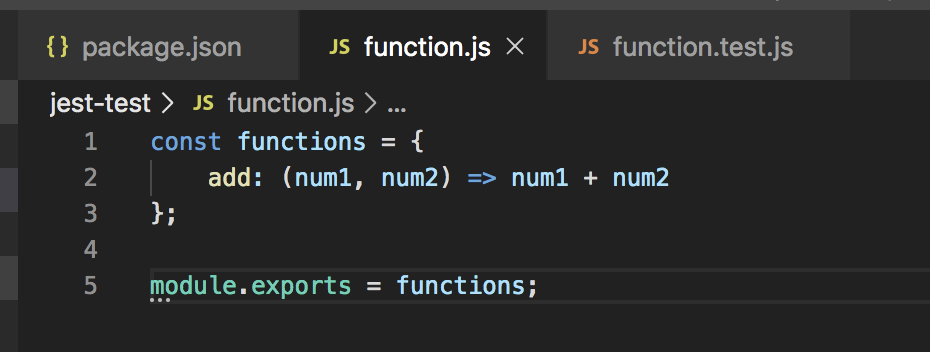 { } package.json JS function.js × JS function.test.js
jest-test > JS function.js > ...
1 const functions = {
2     add: (num1, num2) => num1 + num2
3 };
4
5 module.exports = functions;